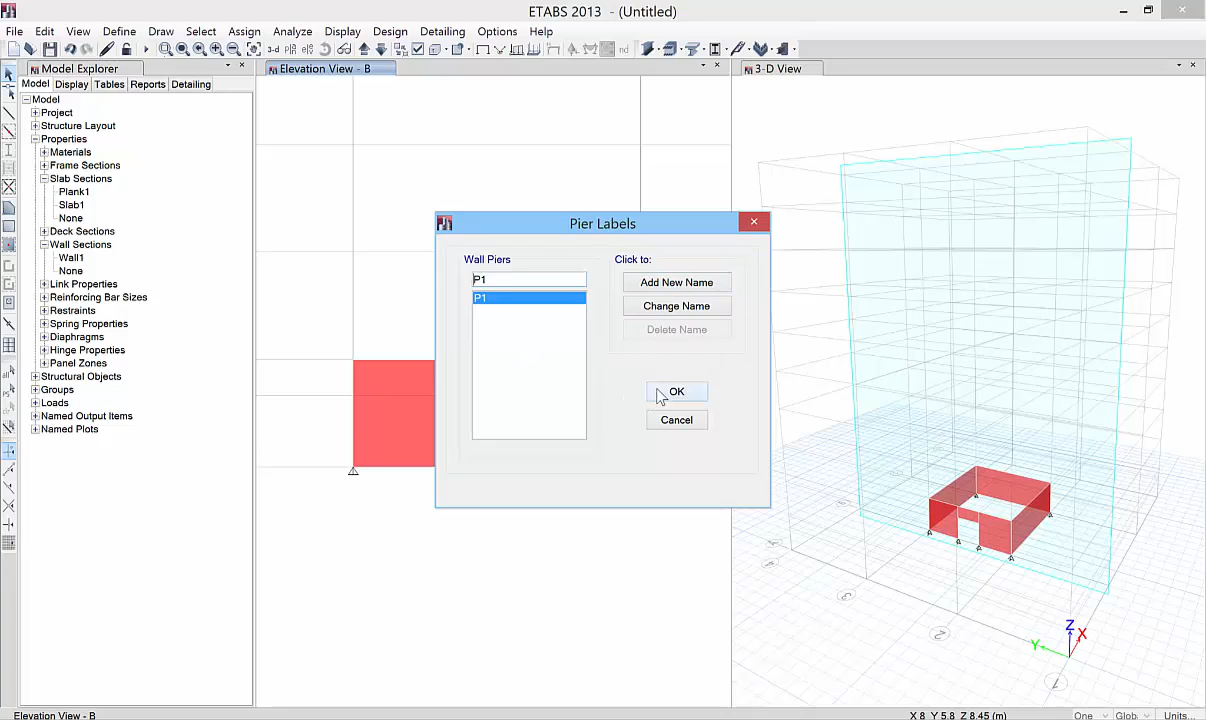 ETABS 2013 - (Untitled)
File Edit View Define Draw Select Assign Analyze Display Design Detailing Options Help
3-d nd
Model Explorer
Elevation View - B
3-D View
Model Display Tables Reports Detailing
Model
Project
Structure Layout
Properties
Materials
Frame Sections
Slab Sections
Plank1
Slab1
None
Deck Sections
Wall Sections
Wall1
None
Link Properties
Reinforcing Bar Sizes
Restraints
Spring Properties
Diaphragms
Hinge Properties
Panel Zones
Structural Objects
Groups
Loads
Named Output Items
Named Plots
Pier Labels
Wall Piers
P1
P1
Click to:
Add New Name
Change Name
Delete Name
OK
Cancel
Z
X
Y
3
2
1
Elevation View - B
X 8 Y 5.8 Z 8.45 (m)
One
Glob
Units...